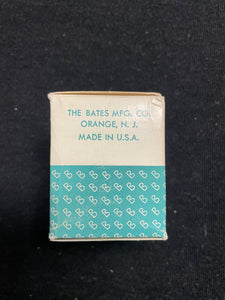 THE BATES MFG. CO.
ORANGE, N. J.
MADE IN U.S.A.